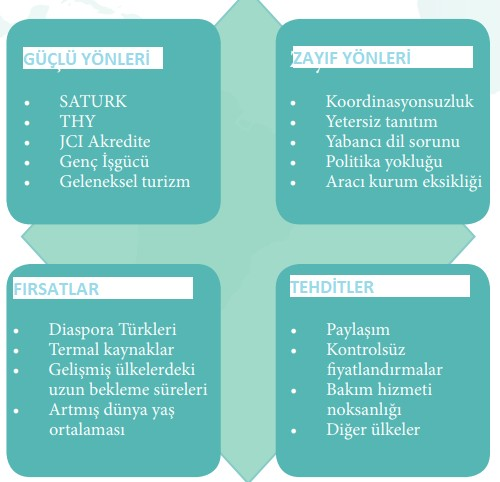 GÜÇLÜ YÖNLERİ
• SATURK
• THY
• JCI Akredite
• Genç İşgücü
• Geleneksel turizm
ZAYIF YÖNLERİ
• Koordinasyonsuzluk
• Yetersiz tanıtım
• Yabancı dil sorunu
• Politika yokluğu
• Aracı kurum eksikliği
FIRSATLAR
• Diaspora Türkleri
• Termal kaynaklar
• Gelişmiş ülkelerdeki
uzun bekleme süreleri
• Artmış dünya yaş
ortalaması
TEHDİTLER
• Paylaşım
• Kontrolsüz
fiyatlandırmalar
• Bakım hizmeti
noksanlığı
• Diğer ülkeler